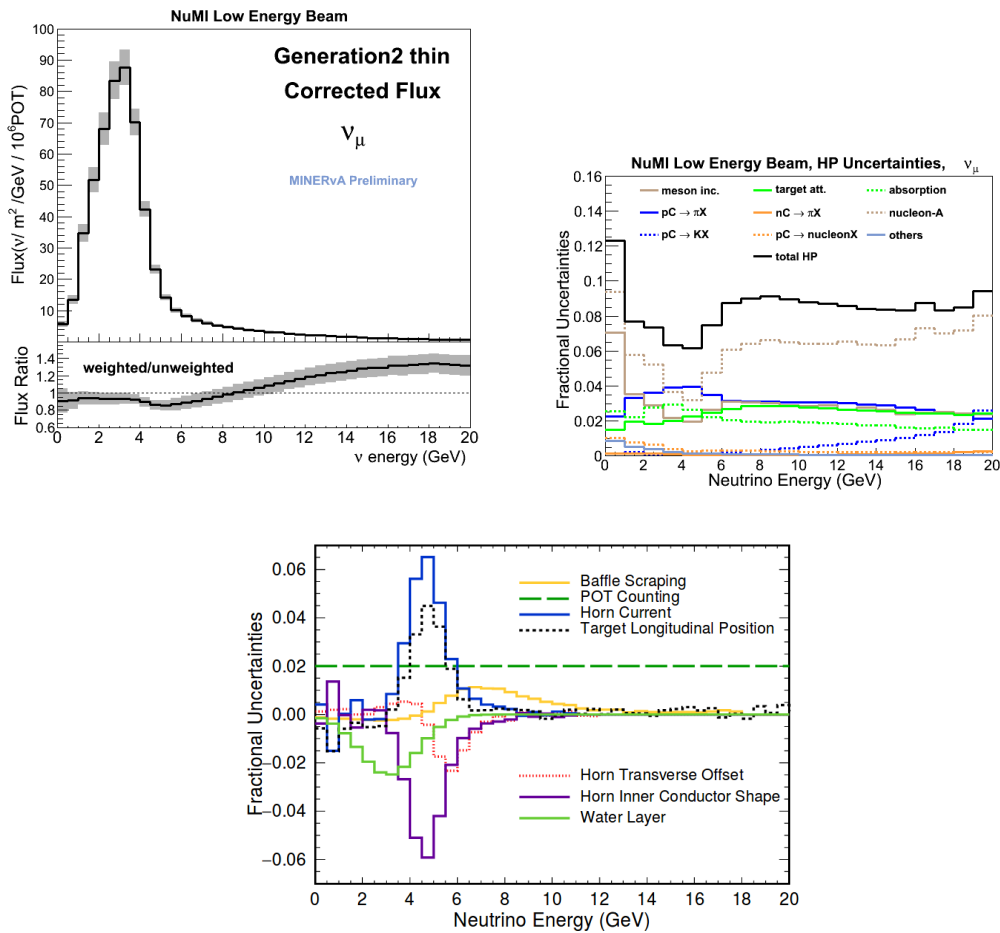 NuMI Low Energy Beam
Flux(ν/ m² /GeV / 10⁶POT)
100
90
80
70
60
50
40
30
20
10
Generation2 thin
Corrected Flux
ν_μ
MINERvA Preliminary
Flux Ratio
1.4
1.2
1
0.8
0.6
weighted/unweighted
0 2 4 6 8 10 12 14 16 18 20
ν energy (GeV)
NuMI Low Energy Beam, HP Uncertainties, ν_μ
Fractional Uncertainties
0.16
0.14
0.12
0.1
0.08
0.06
0.04
0.02
0
meson inc. target att. absorption
pC → πX nC → πX nucleon-A
pC → KX pC → nucleonX others
total HP
0 2 4 6 8 10 12 14 16 18 20
Neutrino Energy (GeV)
Fractional Uncertainties
0.06
0.04
0.02
0.00
−0.02
−0.04
−0.06
Baffle Scraping
POT Counting
Horn Current
Target Longitudinal Position
Horn Transverse Offset
Horn Inner Conductor Shape
Water Layer
0 2 4 6 8 10 12 14 16 18 20
Neutrino Energy (GeV)